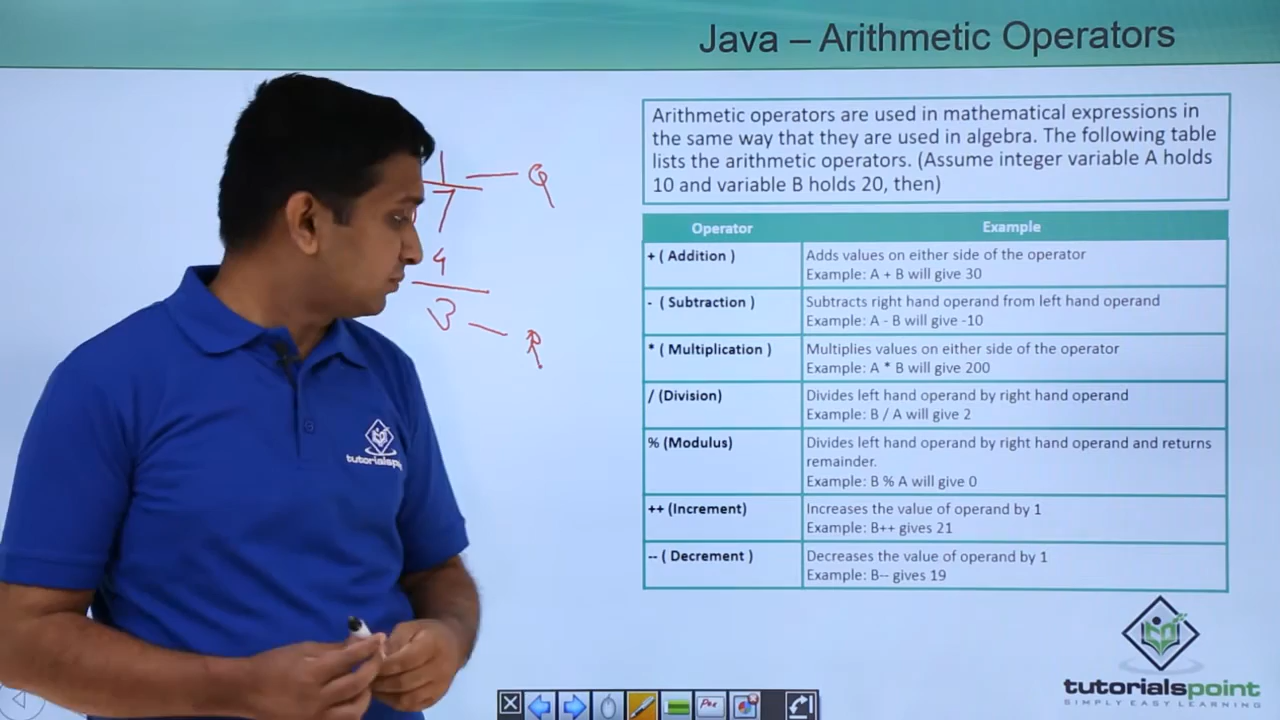 Java – Arithmetic Operators
1 — Q
7
4
3 — R
Arithmetic operators are used in mathematical expressions in
the same way that they are used in algebra. The following table
lists the arithmetic operators. (Assume integer variable A holds
10 and variable B holds 20, then)
Operator Example
+ ( Addition ) Adds values on either side of the operator
Example: A + B will give 30
- ( Subtraction ) Subtracts right hand operand from left hand operand
Example: A - B will give -10
* ( Multiplication ) Multiplies values on either side of the operator
Example: A * B will give 200
/ (Division) Divides left hand operand by right hand operand
Example: B / A will give 2
% (Modulus) Divides left hand operand by right hand operand and returns
remainder.
Example: B % A will give 0
++ (Increment) Increases the value of operand by 1
Example: B++ gives 21
-- ( Decrement ) Decreases the value of operand by 1
Example: B-- gives 19
tutorialspoint
tutorialspoint
SIMPLY EASY LEARNING